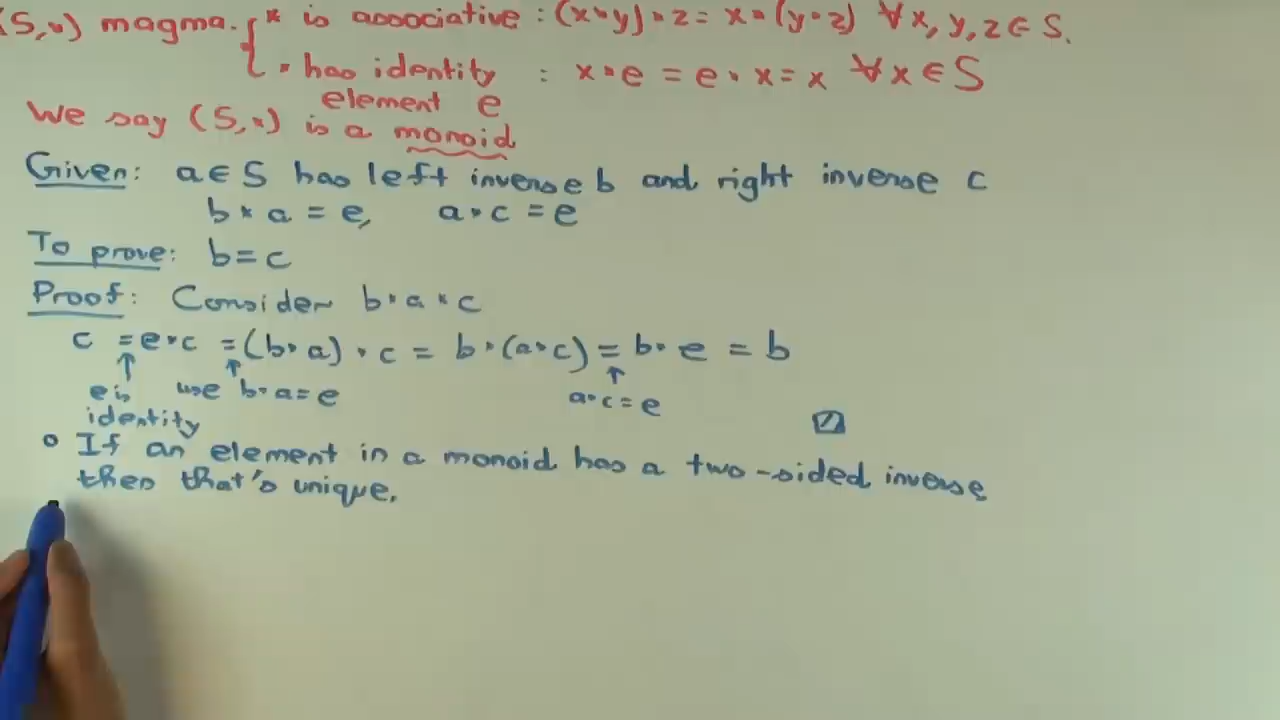 (S,*) magma. { * is associative : (x*y)*z = x*(y*z) ∀x,y,z∈S.
* has identity element e : x*e = e*x = x ∀x∈S
We say (S,*) is a monoid
Given: a∈S has left inverse b and right inverse c
b*a = e, a*c = e
To prove: b=c
Proof: Consider b*a*c
c = e*c = (b*a)*c = b*(a*c) = b*e = b
↑ e is identity ↑ use b*a=e ↑ a*c=e
• If an element in a monoid has a two-sided inverse
then that's unique.